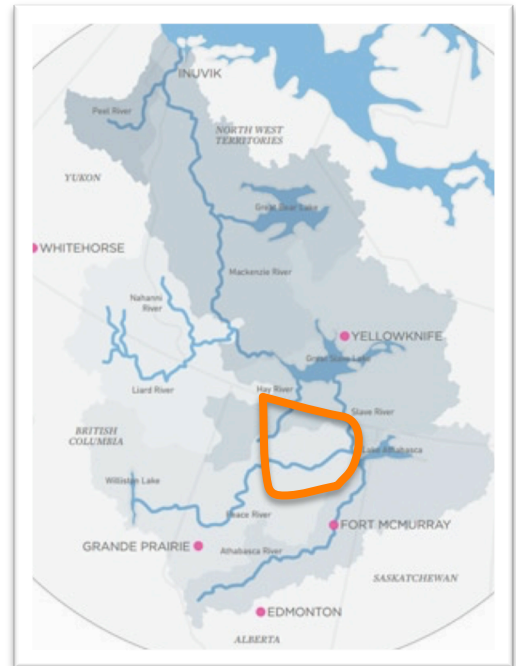 INUVIK
Peel River
NORTH WEST
TERRITORIES
YUKON
Great Bear Lake
WHITEHORSE
Mackenzie River
Nahanni
River
YELLOWKNIFE
Great Slave Lake
Liard River
Hay River
Slave River
BRITISH
COLUMBIA
Lake Athabasca
Williston Lake
Peace River
FORT MCMURRAY
GRANDE PRAIRIE
Athabasca River
SASKATCHEWAN
EDMONTON
ALBERTA